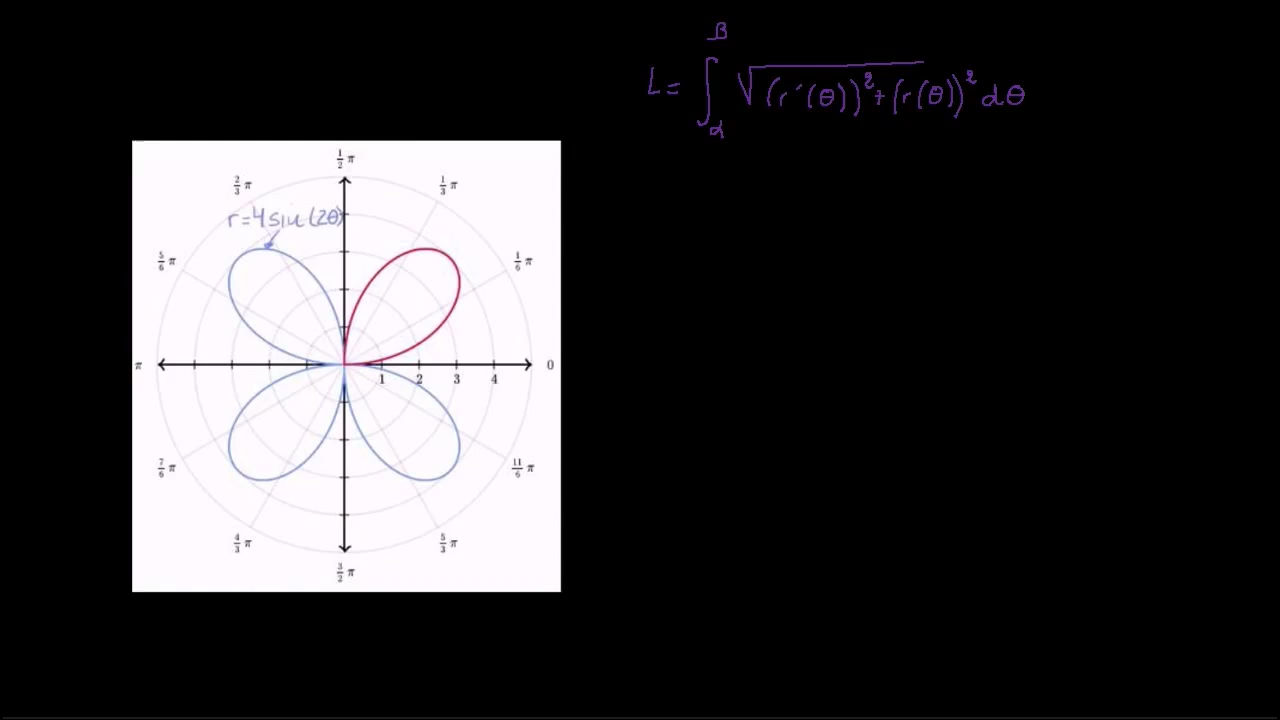 β
L = ∫ √(r′(θ))² + (r(θ))² dθ
α
1/2 π
2/3 π
1/3 π
r=4sin(2θ)
5/6 π
1/6 π
π
0
1 2 3 4
7/6 π
11/6 π
4/3 π
5/3 π
3/2 π